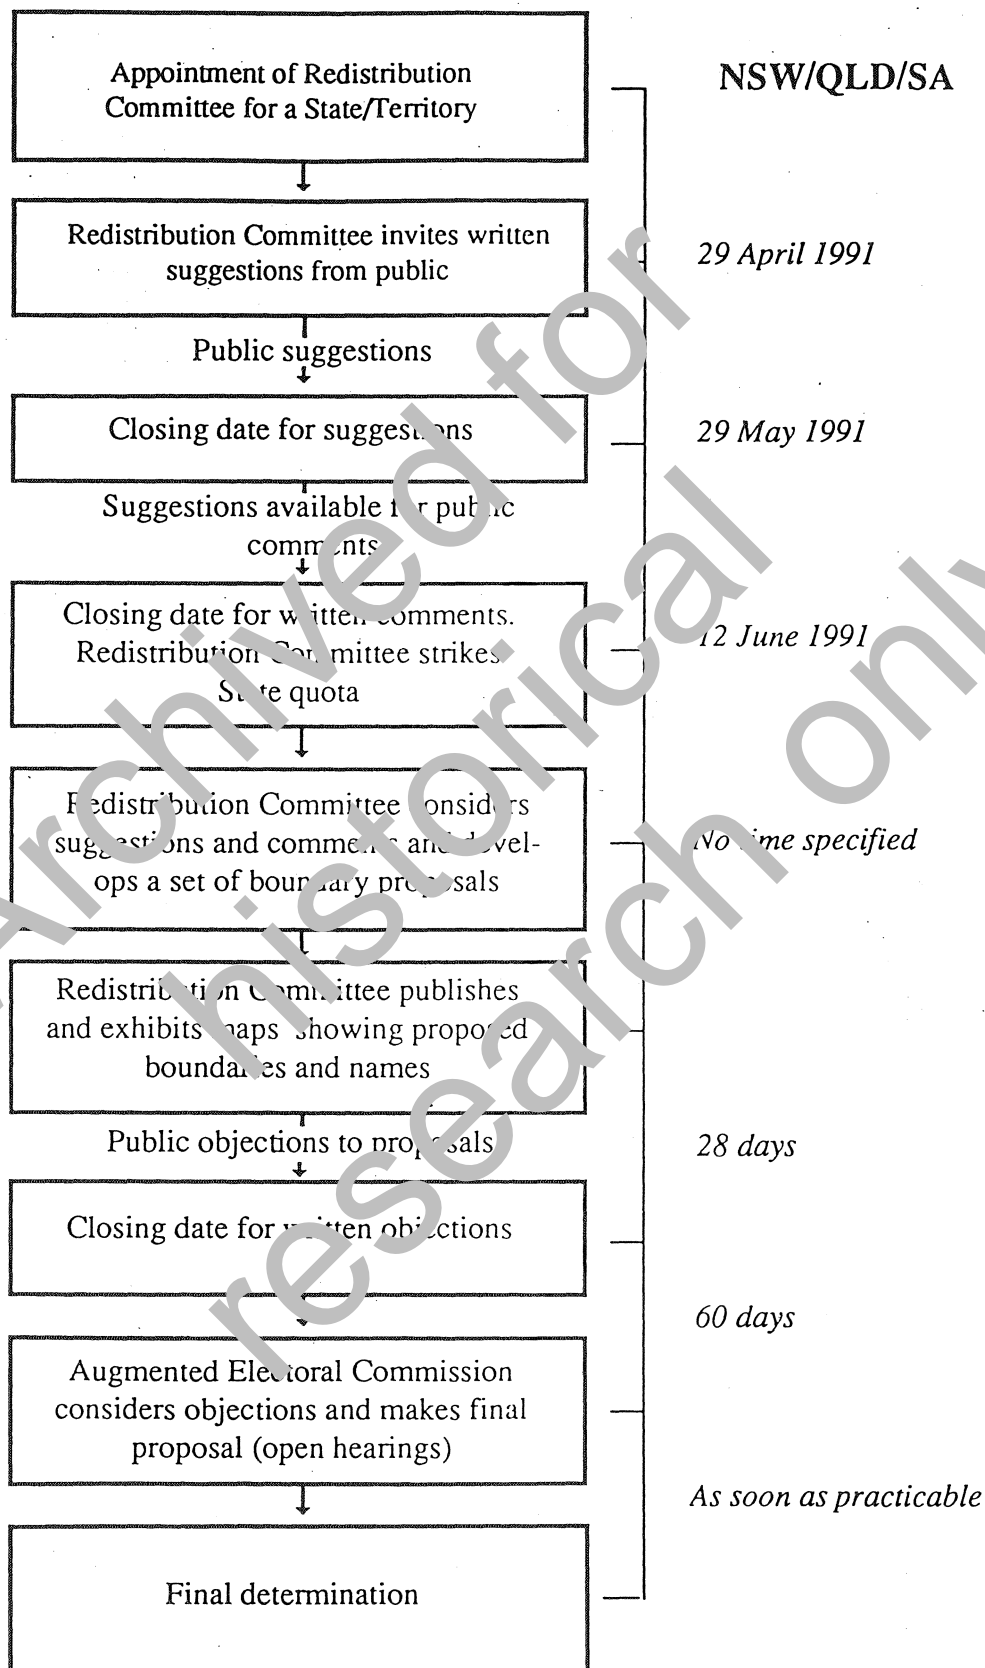 Appointment of Redistribution
Committee for a State/Territory
NSW/QLD/SA
Redistribution Committee invites written
suggestions from public
29 April 1991
Public suggestions
Closing date for suggestions
29 May 1991
Suggestions available for public
comments
Closing date for written comments.
Redistribution Committee strikes
State quota
12 June 1991
Redistribution Committee considers
suggestions and comments and devel-
ops a set of boundary proposals
No time specified
Redistribution Committee publishes
and exhibits maps showing proposed
boundaries and names
Public objections to proposals
28 days
Closing date for written objections
60 days
Augmented Electoral Commission
considers objections and makes final
proposal (open hearings)
As soon as practicable
Final determination
Archived for
historical
research only